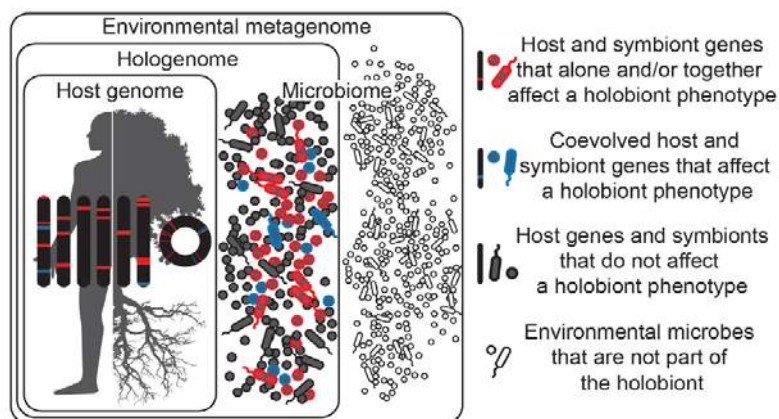 Environmental metagenome
Hologenome
Host genome
Microbiome
Host and symbiont genes
that alone and/or together
affect a holobiont phenotype
Coevolved host and
symbiont genes that affect
a holobiont phenotype
Host genes and symbionts
that do not affect
a holobiont phenotype
Environmental microbes
that are not part of
the holobiont